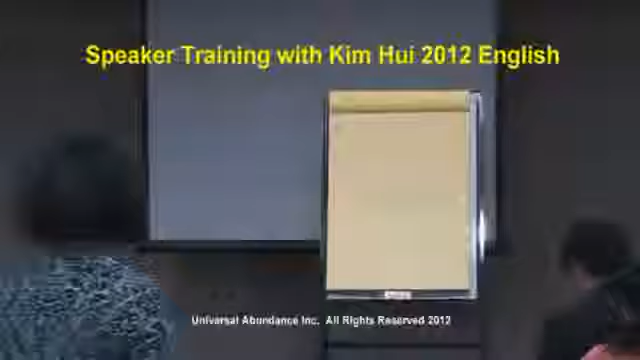 Speaker Training with Kim Hui 2012 English
Universal Abundance Inc.  All Rights Reserved 2012